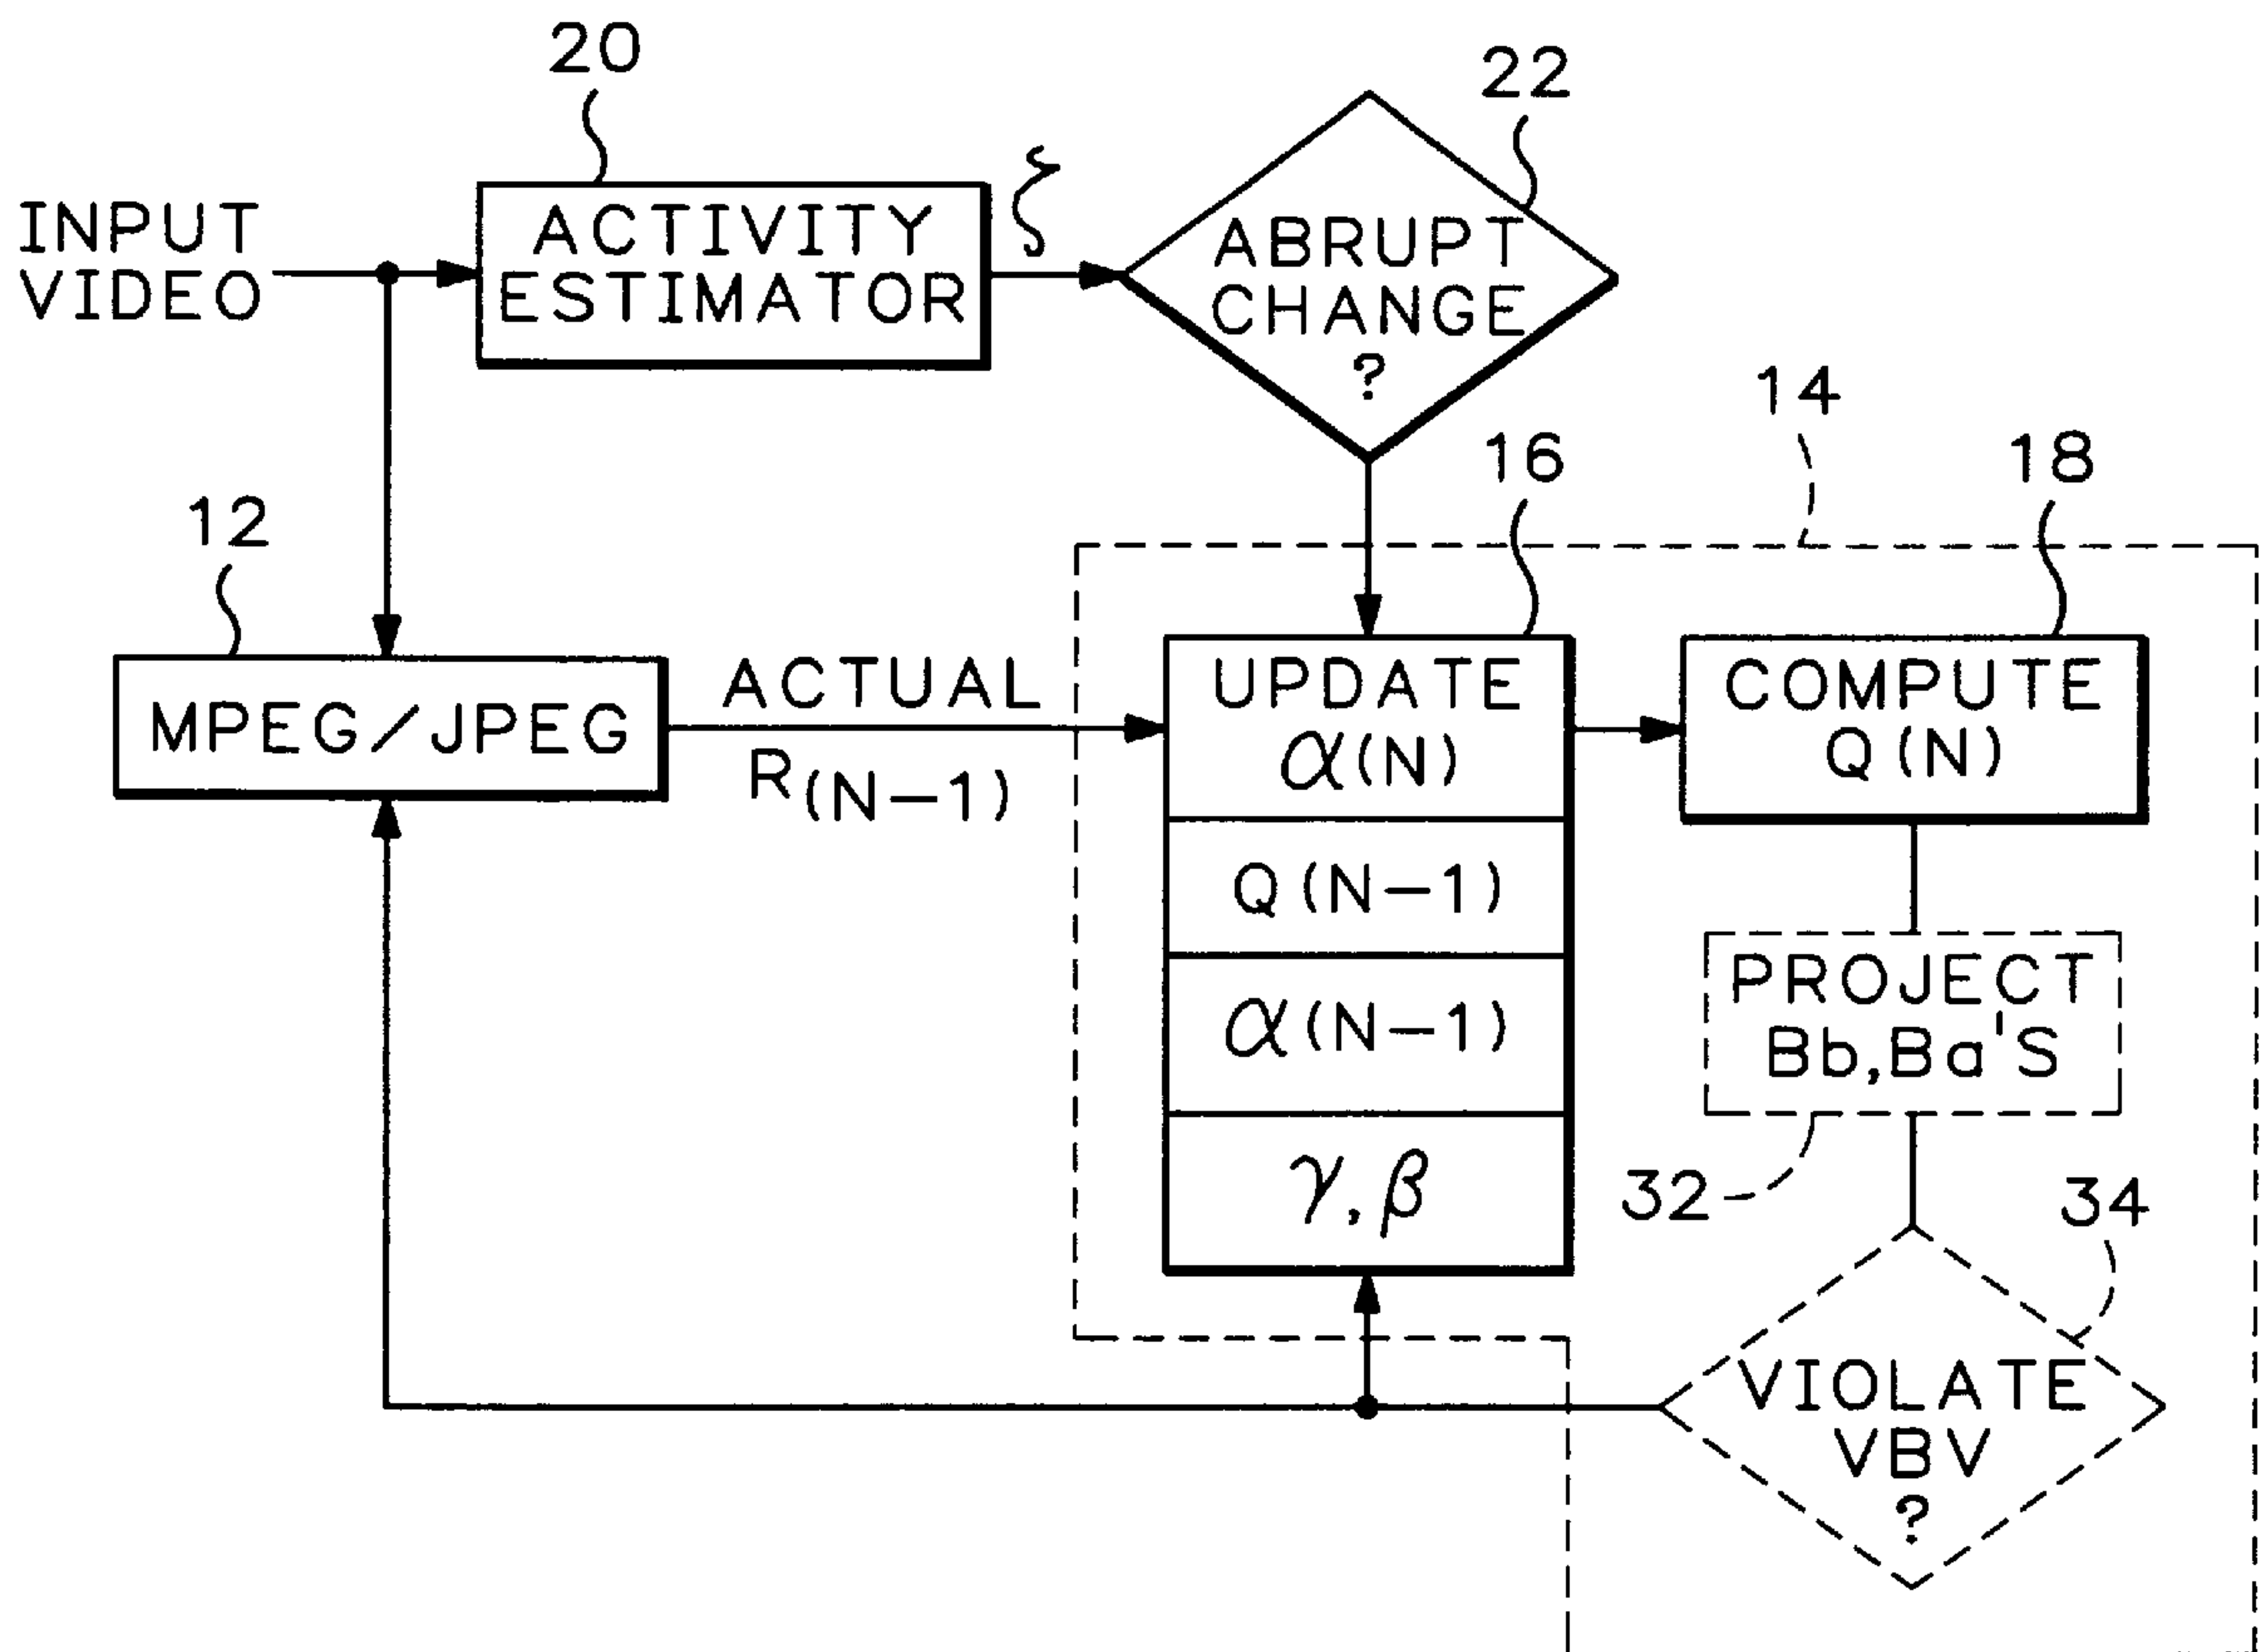 20
22
INPUT
VIDEO
ACTIVITY
ESTIMATOR
ζ
ABRUPT
CHANGE
?
14
16
18
12
MPEG/JPEG
ACTUAL
R(N-1)
UPDATE
α(N)
Q(N-1)
α(N-1)
γ,β
COMPUTE
Q(N)
PROJECT
Bb,Ba'S
32
34
VIOLATE
VBV
?